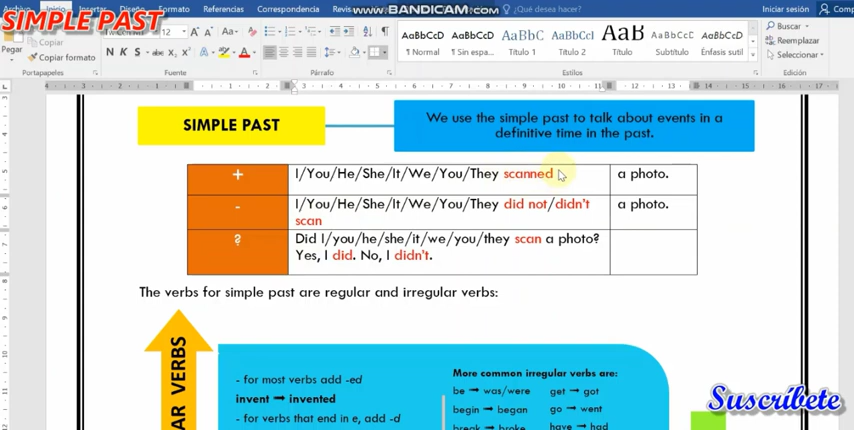 SIMPLE PAST
www.BANDICAM.com
Archivo Inicio Insertar Diseño Revis ¿Qué desea hacer? Iniciar sesión
12
Buscar
Reemplazar
Seleccionar
Pegar
Copiar
Copiar formato
N K S abc
AaBbCcD AaBbCcD AaBbC AaBbCcI AaB AaBbCcD AaBbCcD
¶ Normal ¶ Sin espa... Título 1 Título 2 Título Subtítulo Énfasis sutil
Portapapeles Fuente Párrafo Estilos
SIMPLE PAST
We use the simple past to talk about events in a
definitive time in the past.
+ I/You/He/She/It/We/You/They scanned a photo.
- I/You/He/She/It/We/You/They did not/didn't a photo.
scan
? Did I/you/he/she/it/we/you/they scan a photo?
Yes, I did. No, I didn't.
The verbs for simple past are regular and irregular verbs:
AR VERBS
- for most verbs add -ed
invent → invented
- for verbs that end in e, add -d
More common irregular verbs are:
be → was/were get → got
begin → began go → went
break → broke have → had
Suscríbete